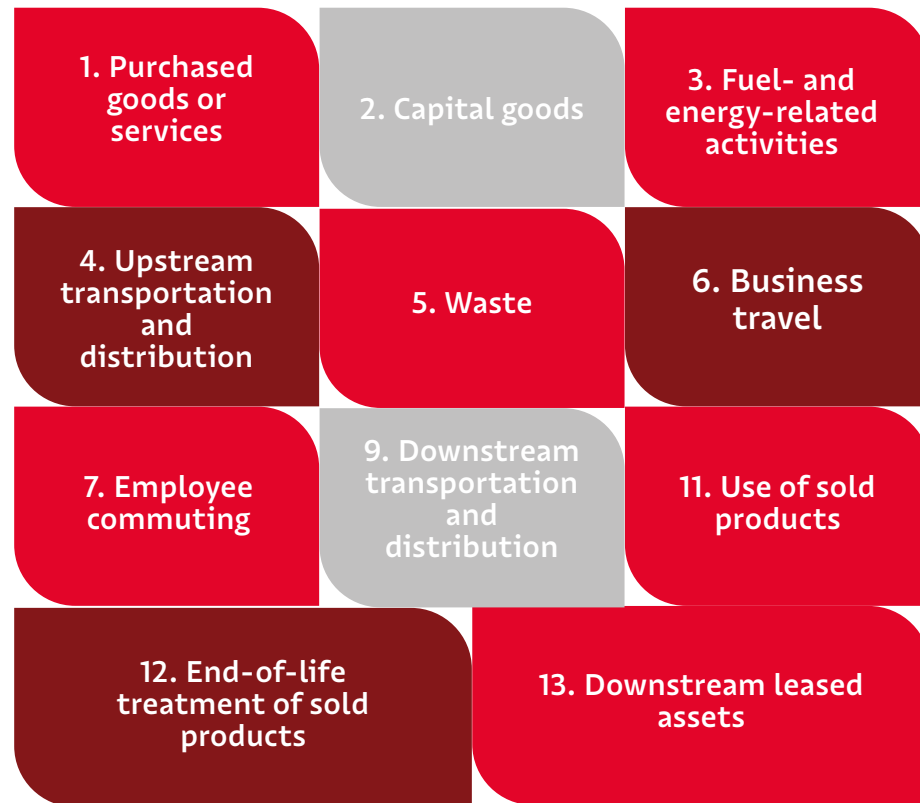 1. Purchased
goods or
services
2. Capital goods
3. Fuel- and
energy-related
activities
4. Upstream
transportation
and
distribution
5. Waste
6. Business
travel
7. Employee
commuting
9. Downstream
transportation
and
distribution
11. Use of sold
products
12. End-of-life
treatment of sold
products
13. Downstream leased
assets